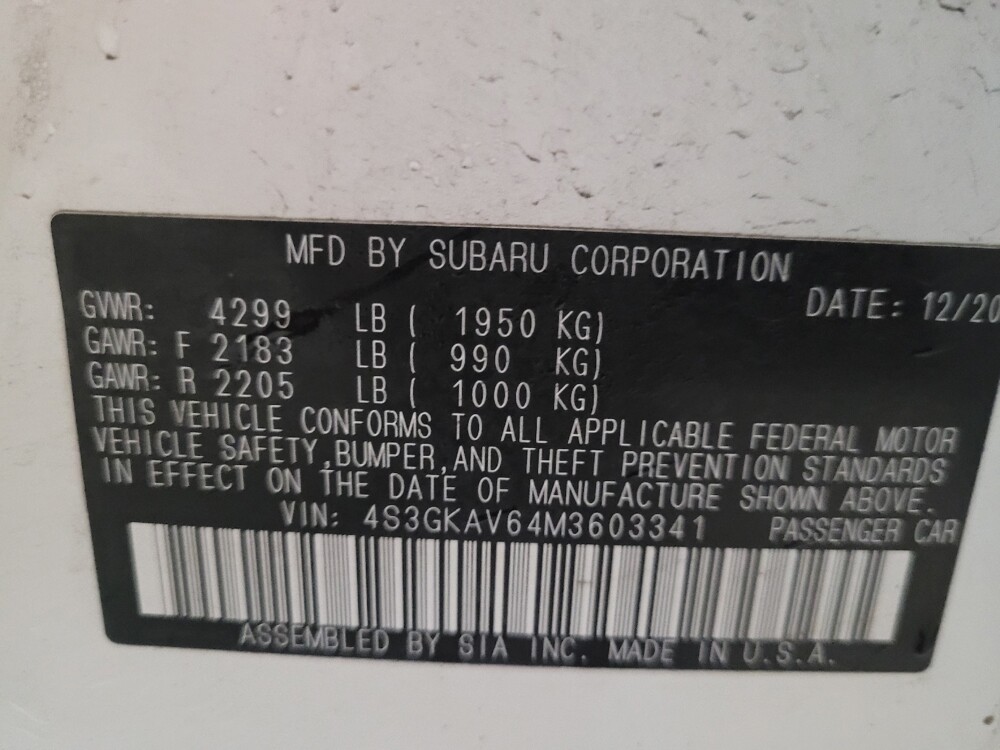 MFD BY SUBARU CORPORATION
DATE: 12/20
GVWR: 4299 LB ( 1950 KG)
GAWR: F 2183 LB ( 990 KG)
GAWR: R 2205 LB ( 1000 KG)
THIS VEHICLE CONFORMS TO ALL APPLICABLE FEDERAL MOTOR
VEHICLE SAFETY,BUMPER,AND THEFT PREVENTION STANDARDS
IN EFFECT ON THE DATE OF MANUFACTURE SHOWN ABOVE.
VIN: 4S3GKAV64M3603341 PASSENGER CAR
ASSEMBLED BY SIA INC. MADE IN U.S.A.